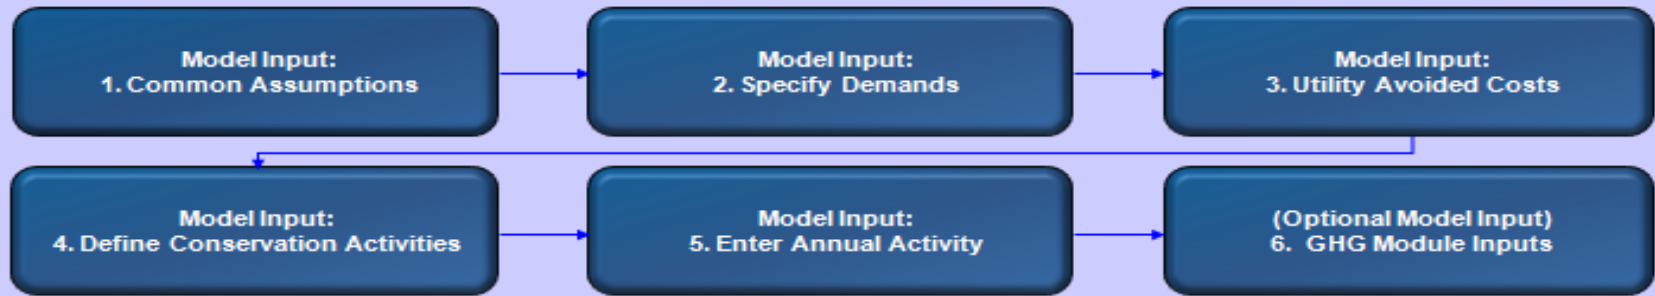 Model Input:
1. Common Assumptions
Model Input:
2. Specify Demands
Model Input:
3. Utility Avoided Costs
Model Input:
4. Define Conservation Activities
Model Input:
5. Enter Annual Activity
(Optional Model Input)
6. GHG Module Inputs